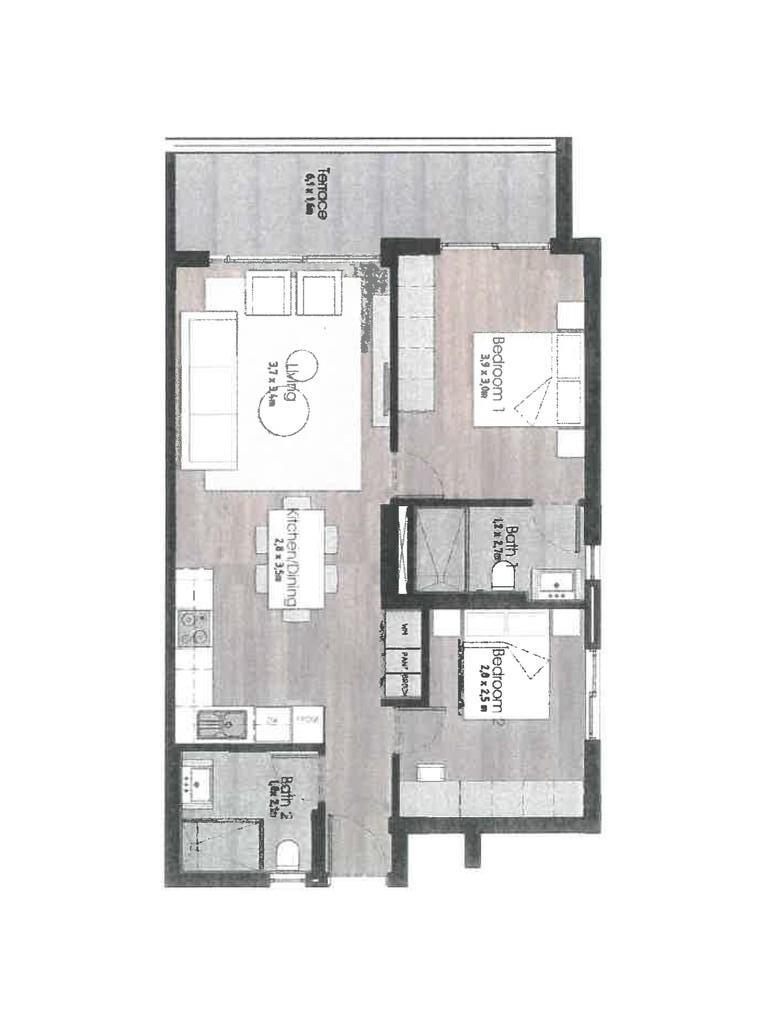 Terrace
6,1 x 1,6m
Living
3,7 x 3,4m
Bedroom 1
3,9 x 3,0m
Kitchen/Dining
2,8 x 3,5m
Bath 1
1,2 x 2,7m
WM
PAN
BROOM
Bedroom 2
2,8 x 2,5 m
Bath 2
1,8 x 2,1m